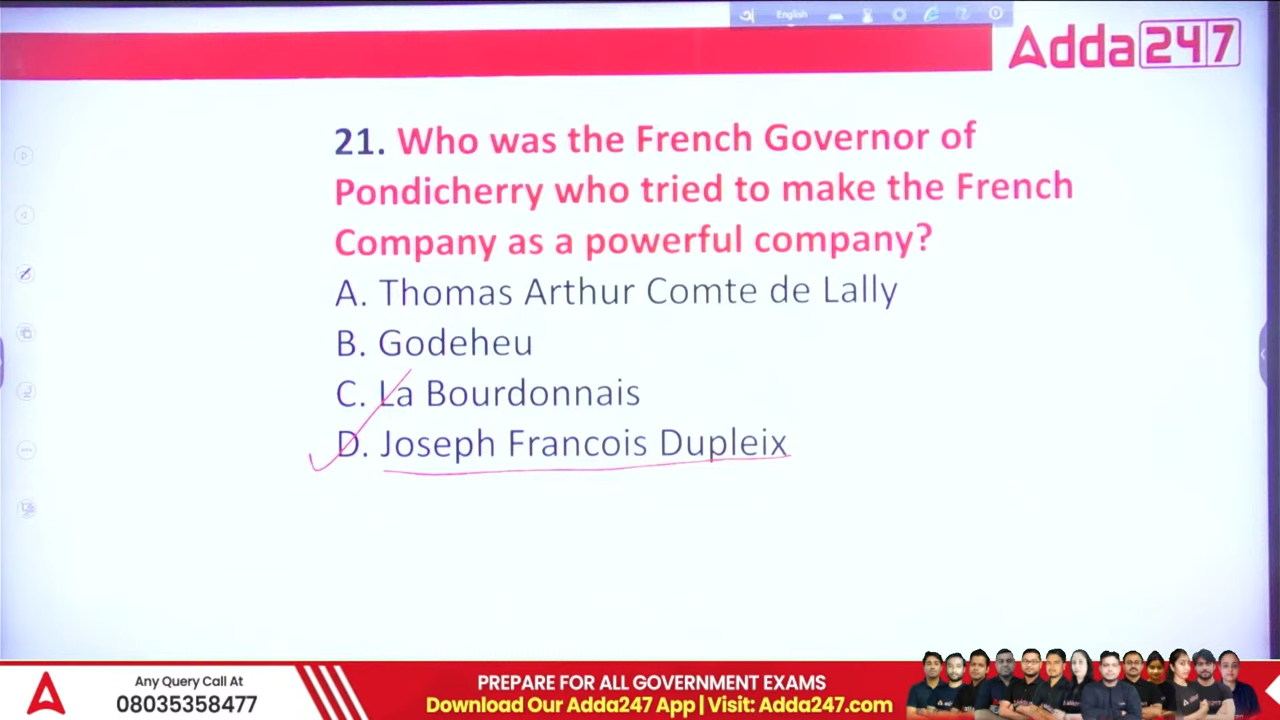 English
Adda247
21. Who was the French Governor of
Pondicherry who tried to make the French
Company as a powerful company?
A. Thomas Arthur Comte de Lally
B. Godeheu
C. La Bourdonnais
D. Joseph Francois Dupleix
Any Query Call At
08035358477
PREPARE FOR ALL GOVERNMENT EXAMS
Download Our Adda247 App | Visit: Adda247.com